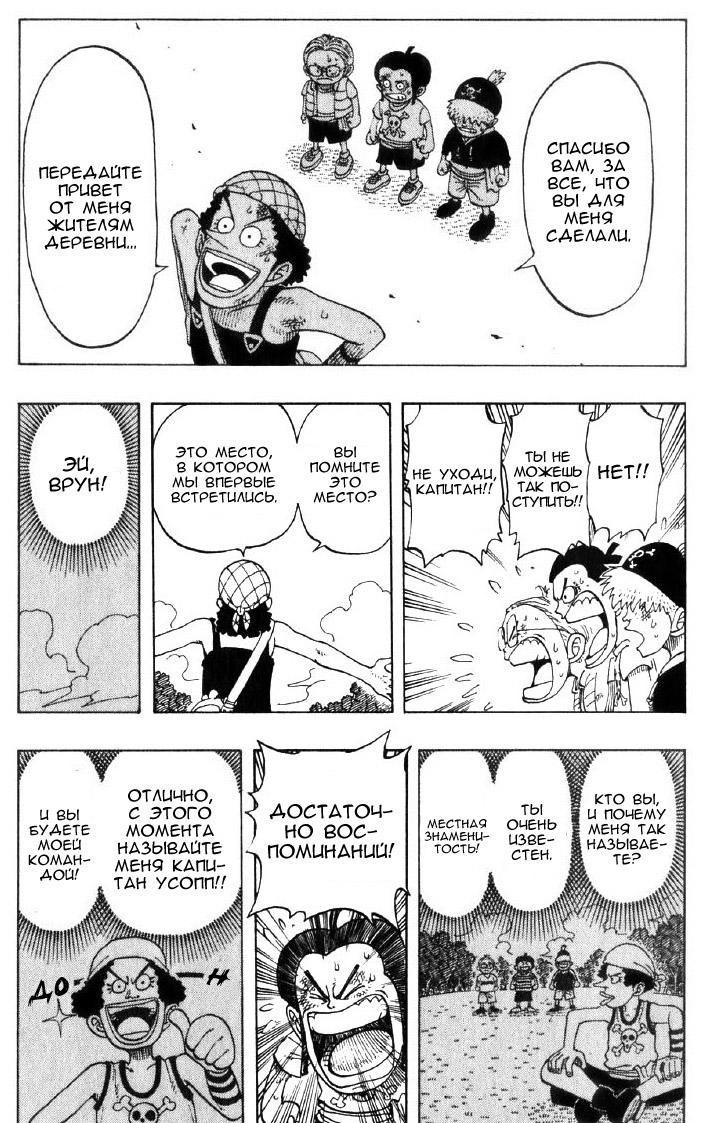 СПАСИБО
ВАМ, ЗА
ВСЕ, ЧТО
ВЫ ДЛЯ
МЕНЯ
СДЕЛАЛИ.
ПЕРЕДАЙТЕ
ПРИВЕТ
ОТ МЕНЯ
ЖИТЕЛЯМ
ДЕРЕВНИ...
НЕТ!!
ТЫ НЕ
МОЖЕШЬ
ТАК ПО-
СТУПИТЬ!!
НЕ УХОДИ,
КАПИТАН!!
ВЫ
ПОМНИТЕ
ЭТО
МЕСТО?
ЭТО МЕСТО,
В КОТОРОМ
МЫ ВПЕРВЫЕ
ВСТРЕТИЛИСЬ.
ЭЙ,
ВРУН!
КТО ВЫ,
И ПОЧЕМУ
МЕНЯ ТАК
НАЗЫВАЕ-
ТЕ?
ТЫ
ОЧЕНЬ
ИЗВЕ-
СТЕН.
МЕСТНАЯ
ЗНАМЕНИ-
ТОСТЬ!
ДОСТАТОЧ-
НО ВОС-
ПОМИНАНИЙ!
ОТЛИЧНО,
С ЭТОГО
МОМЕНТА
НАЗЫВАЙТЕ
МЕНЯ КАПИ-
ТАН УСОПП!!
И ВЫ
БУДЕТЕ
МОЕЙ
КОМАН-
ДОЙ!
ДО-Н